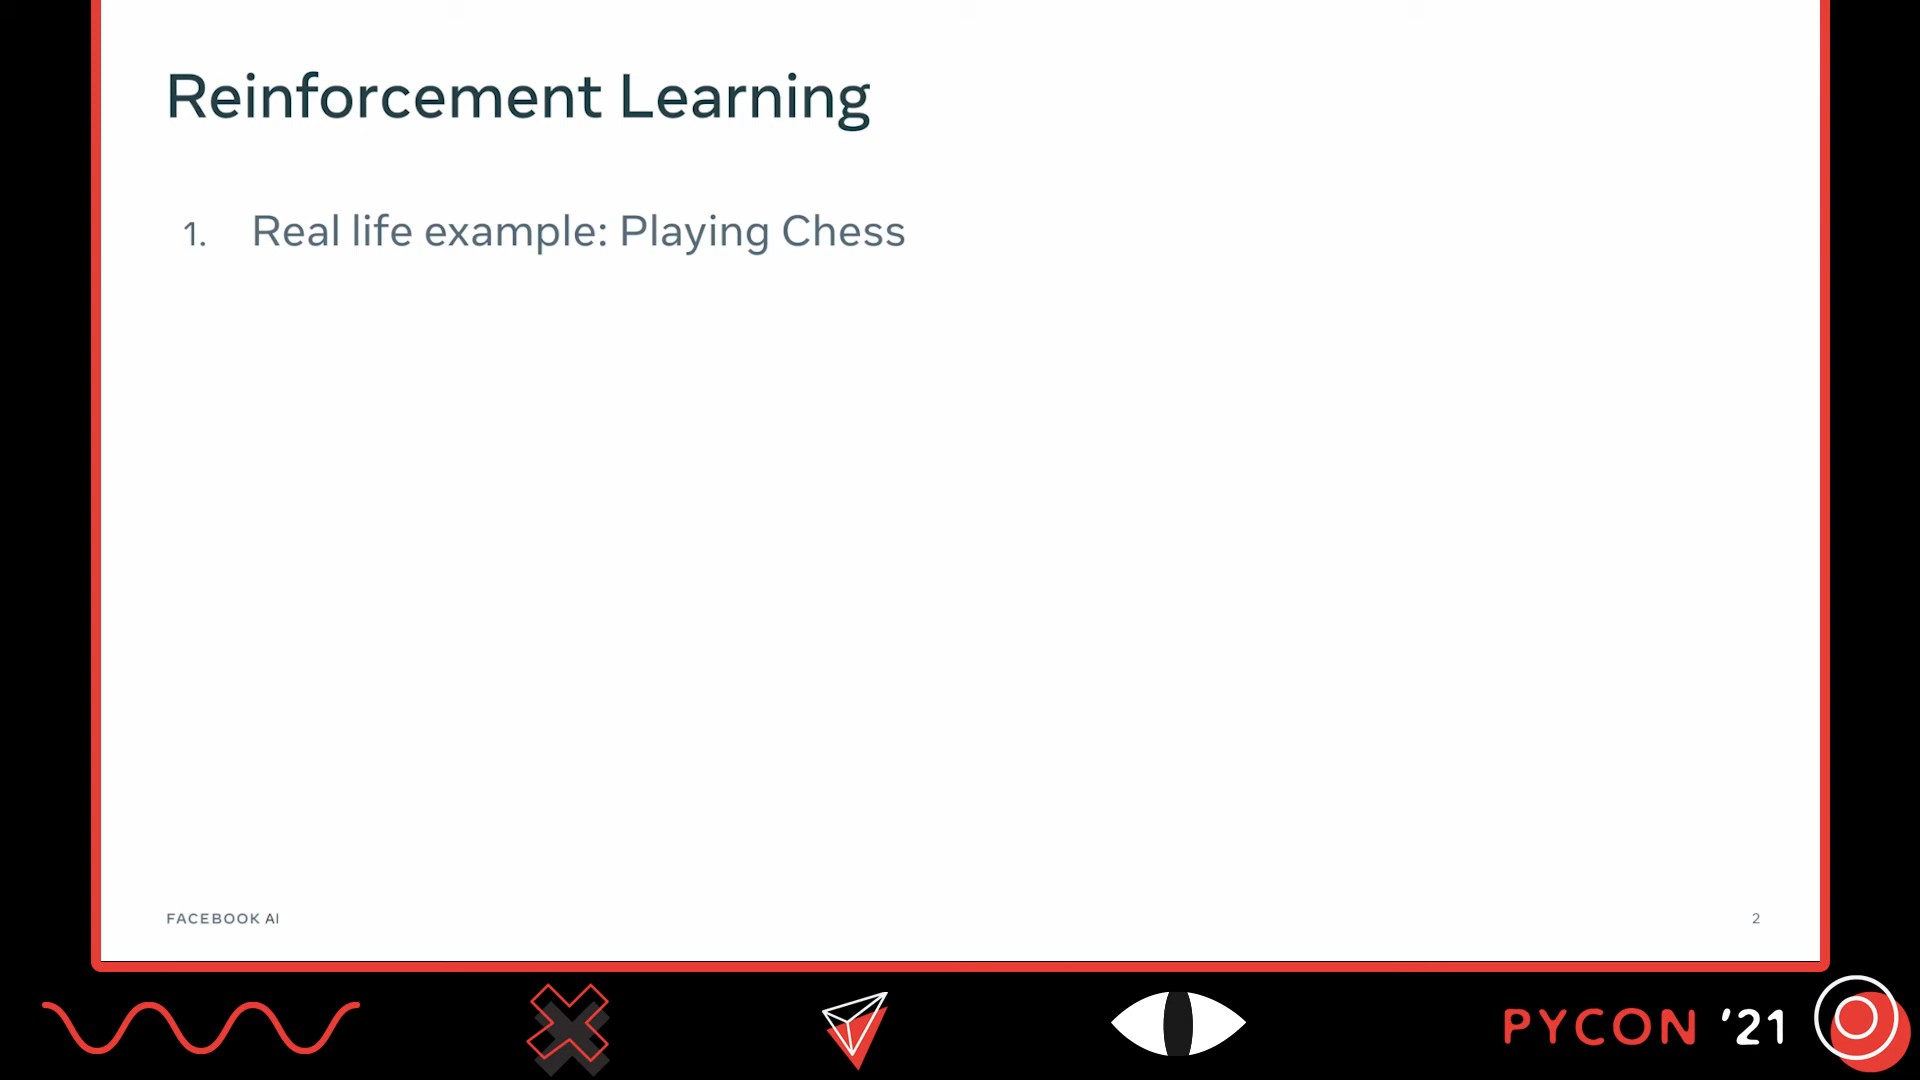 Reinforcement Learning
1. Real life example: Playing Chess
FACEBOOK AI
2
PYCON '21